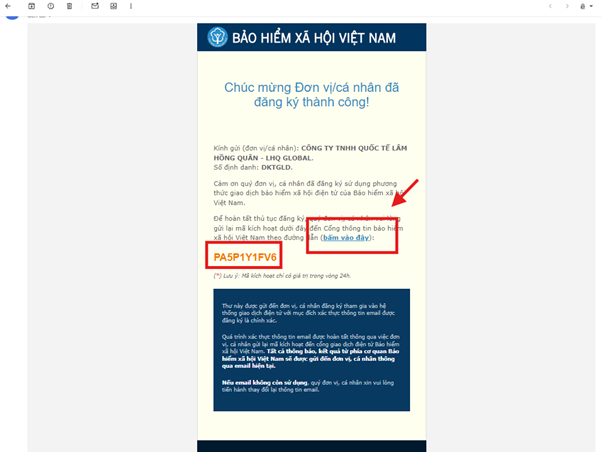 BẢO HIỂM XÃ HỘI VIỆT NAM
Chúc mừng Đơn vị/cá nhân đã
đăng ký thành công!
Kính gửi (đơn vị/cá nhân): CÔNG TY TNHH QUỐC TẾ LÂM
HỒNG QUÂN - LHQ GLOBAL.
Số định danh: DKTGLD.
Cảm ơn quý đơn vị, cá nhân đã đăng ký sử dụng phương
thức giao dịch bảo hiểm xã hội điện tử của Bảo hiểm xã hội
Việt Nam.
Để hoàn tất thủ tục đăng ký, quý đơn vị cá nhân vui lòng
gửi lại mã kích hoạt dưới đây đến Cổng thông tin bảo hiểm
xã hội Việt Nam theo đường dẫn (bấm vào đây):
PA5P1Y1FV6
(*) Lưu ý: Mã kích hoạt chỉ có giá trị trong vòng 24h.
Thư này được gửi đến đơn vị, cá nhân đăng ký tham gia vào hệ
thống giao dịch điện tử với mục đích xác thực thông tin email được
đăng ký là chính xác.
Quá trình xác thực thông tin email được hoàn tất thông qua việc đơn
vị, cá nhân gửi lại mã kích hoạt đến cổng giao dịch điện tử Bảo hiểm
xã hội Việt Nam. Tất cả thông báo, kết quả từ phía cơ quan Bảo
hiểm xã hội Việt Nam sẽ được gửi đến đơn vị, cá nhân thông
qua email hiện tại.
Nếu email không còn sử dụng, quý đơn vị, cá nhân xin vui lòng
tiến hành thay đổi lại thông tin email.